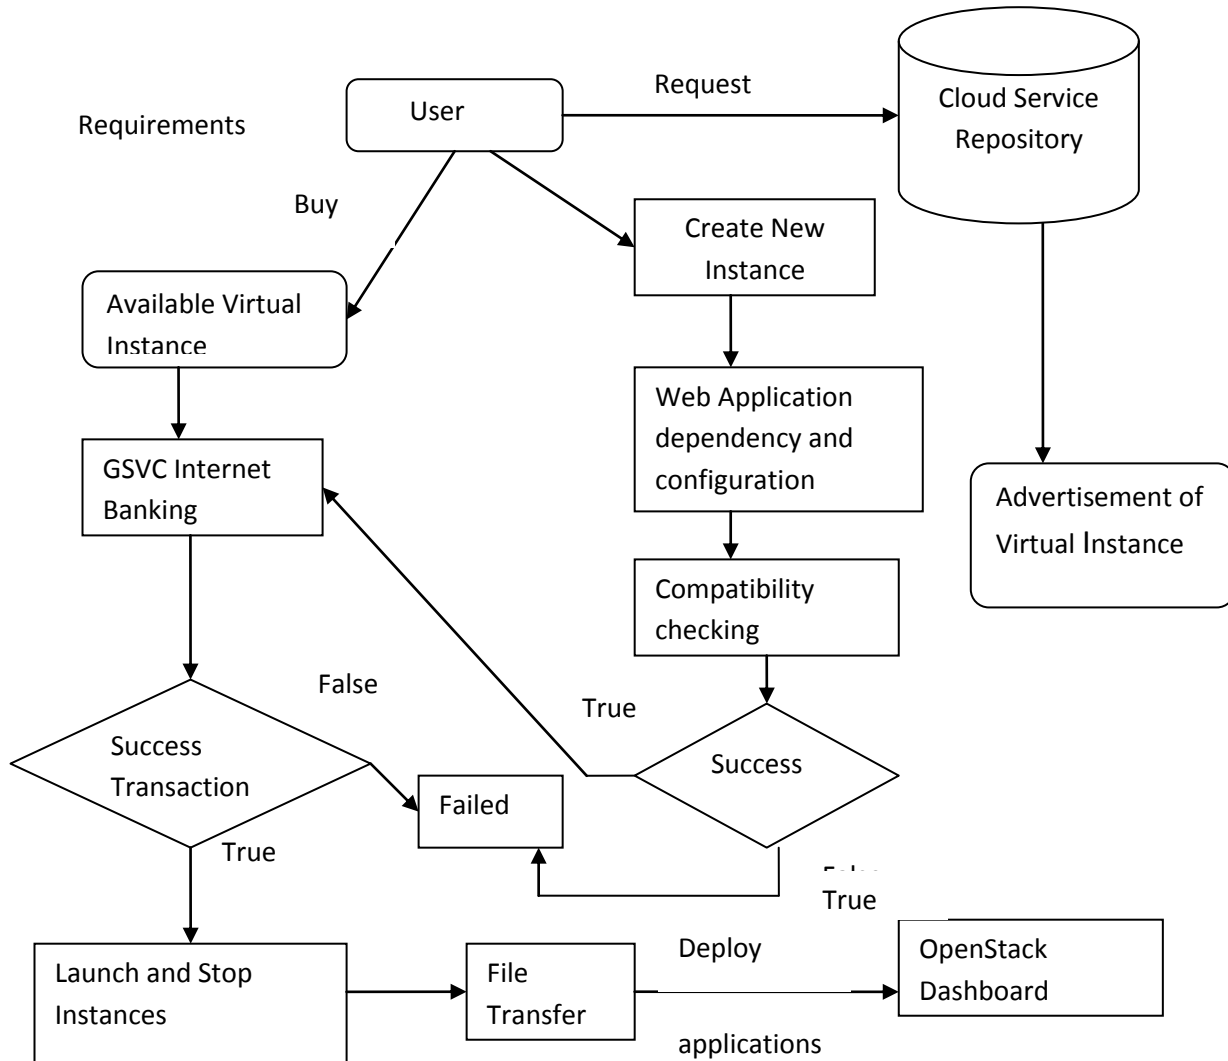 Request
User
Cloud Service
Repository
Requirements
Buy
Create New
Instance
Available Virtual
Instance
Web Application
dependency and
configuration
GSVC Internet
Banking
Advertisement of
Virtual Instance
Compatibility
checking
False
True
Success
Transaction
Success
Failed
True
True
Launch and Stop
Instances
File
Transfer
Deploy
applications
OpenStack
Dashboard